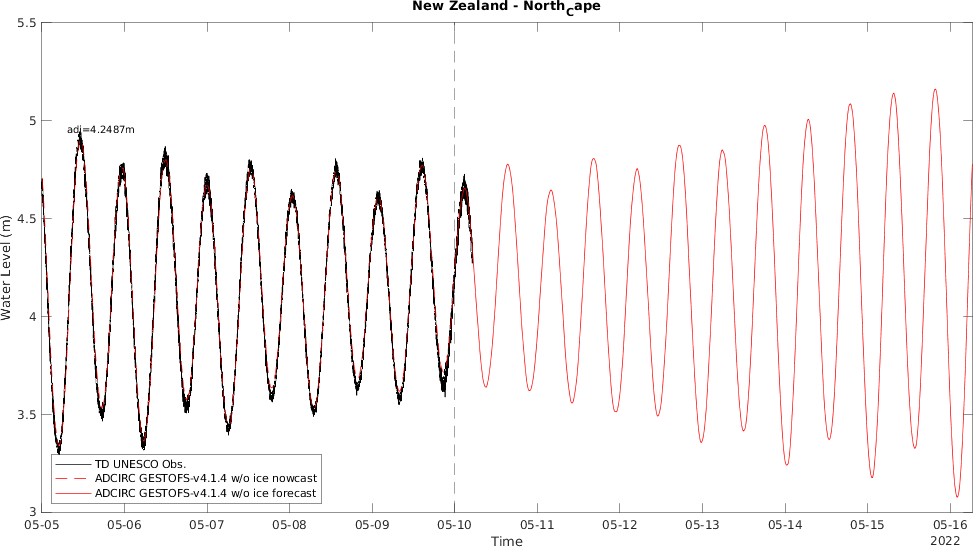 New Zealand - NorthCape
5.5
5
4.5
4
3.5
3
Water Level (m)
adj=4.2487m
TD UNESCO Obs.
ADCIRC GESTOFS-v4.1.4 w/o ice nowcast
ADCIRC GESTOFS-v4.1.4 w/o ice forecast
05-05 05-06 05-07 05-08 05-09 05-10 05-11 05-12 05-13 05-14 05-15 05-16
Time
2022